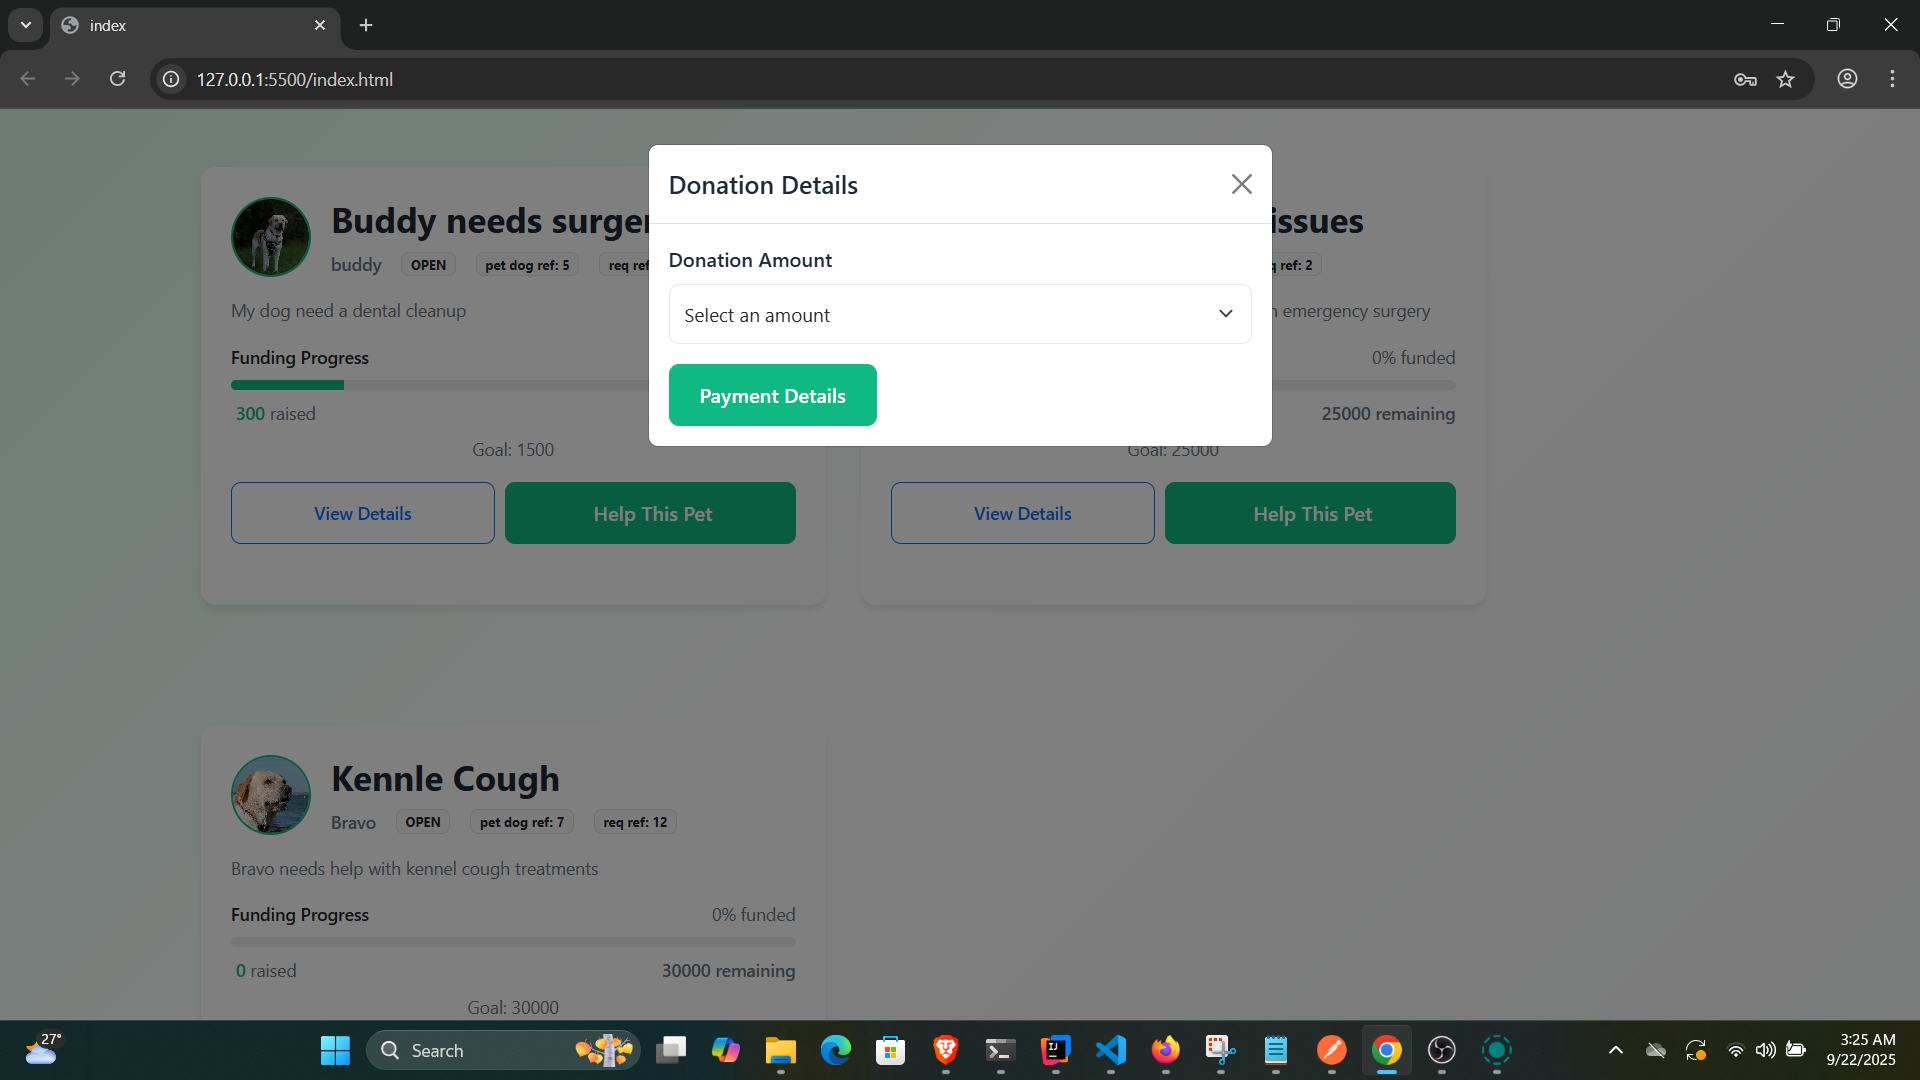 index
127.0.0.1:5500/index.html
Donation Details
Donation Amount
Select an amount
Payment Details
Buddy needs surger
buddy OPEN pet dog ref: 5 req ref
My dog need a dental cleanup
Funding Progress
300 raised
Goal: 1500
View Details Help This Pet
issues
ref: 2
emergency surgery
0% funded
25000 remaining
Goal: 25000
View Details Help This Pet
Kennle Cough
Bravo OPEN pet dog ref: 7 req ref: 12
Bravo needs help with kennel cough treatments
Funding Progress 0% funded
0 raised 30000 remaining
Goal: 30000
27°
Search
3:25 AM
9/22/2025